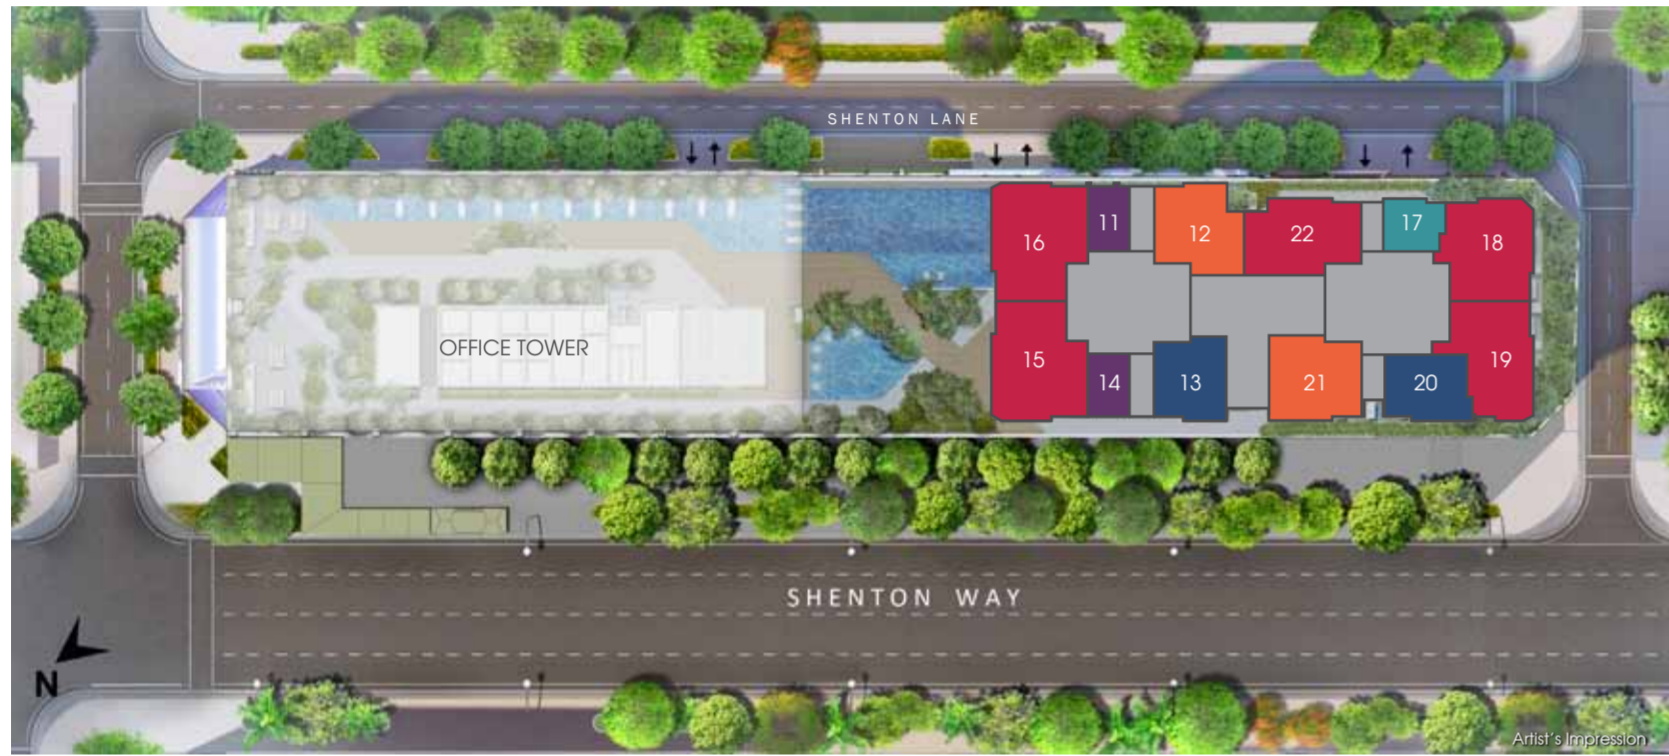 SHENTON LANE
11
12
22
17
16
18
OFFICE TOWER
15
14
13
21
20
19
SHENTON WAY
N
Artist's Impression